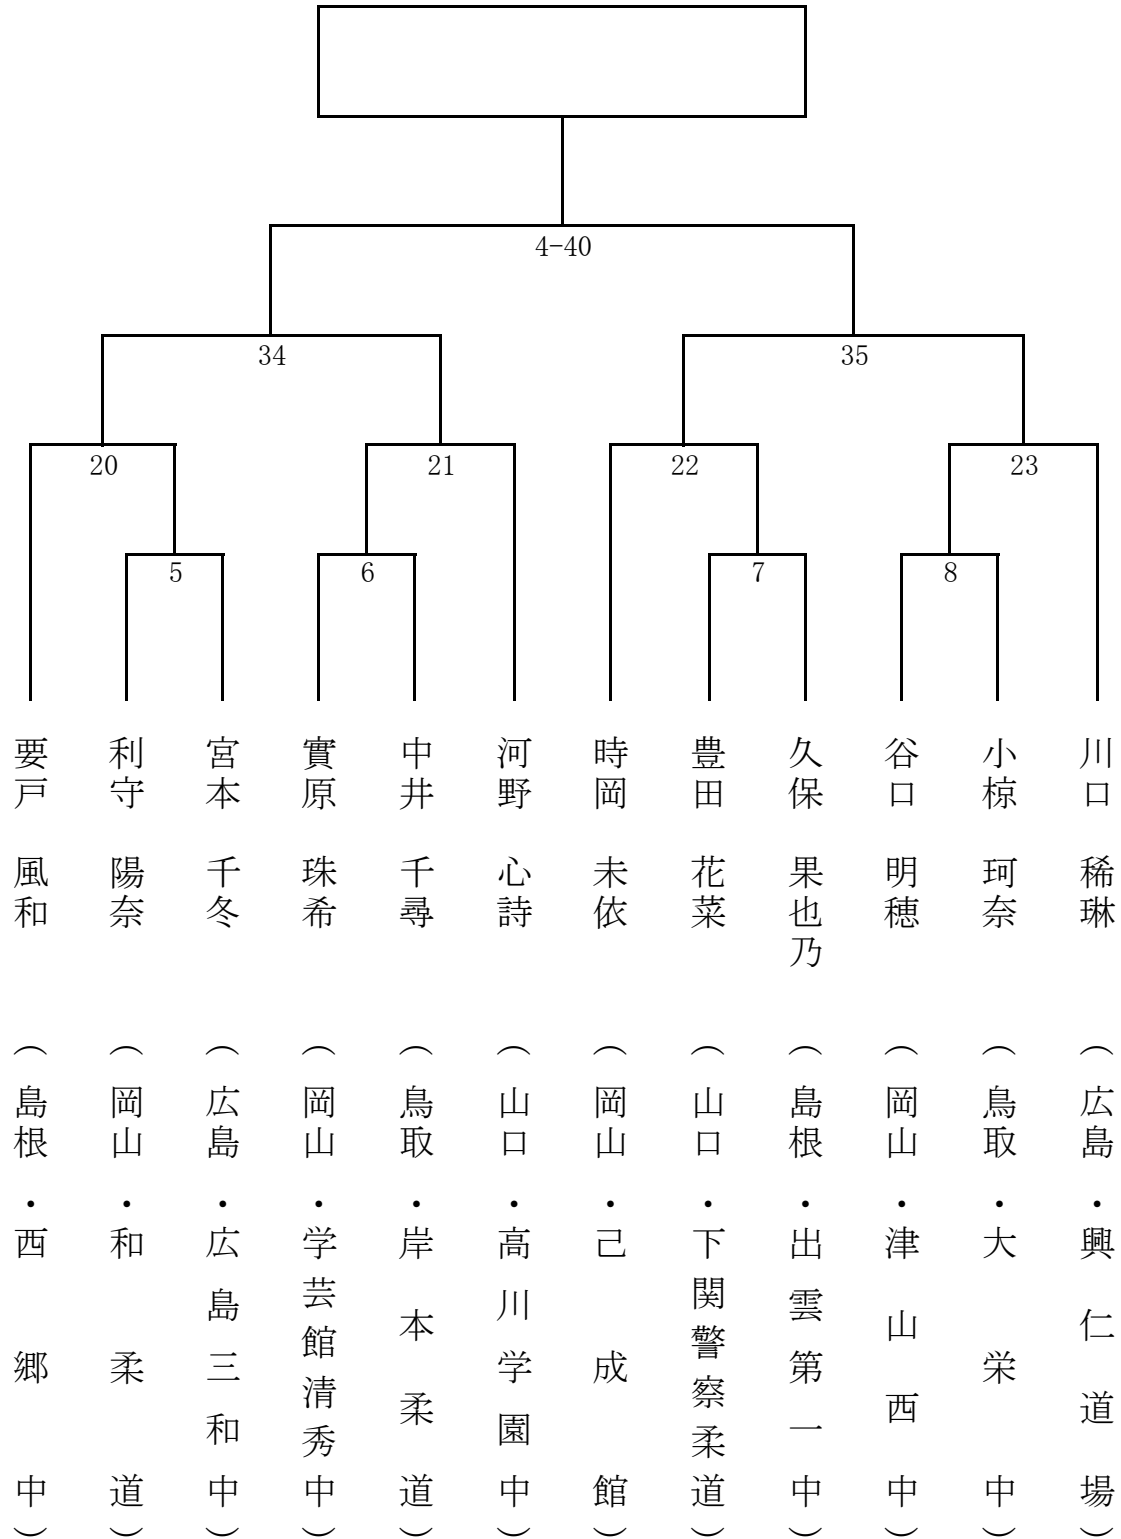 4-40
34
35
20
21
22
23
5
6
7
8
要戸 風和 (島根・西郷中)
利守 陽奈 (岡山・和柔道)
宮本 千冬 (広島・広島三和中)
實原 珠希 (岡山・学芸館清秀中)
中井 千尋 (鳥取・岸本柔道)
河野 心詩 (山口・高川学園中)
時岡 未依 (岡山・己成館)
豊田 花菜 (山口・下関警察柔道)
久保 果也乃 (島根・出雲第一中)
谷口 明穂 (岡山・津山西中)
小椋 珂奈 (鳥取・大栄中)
川口 稀琳 (広島・興仁道場)